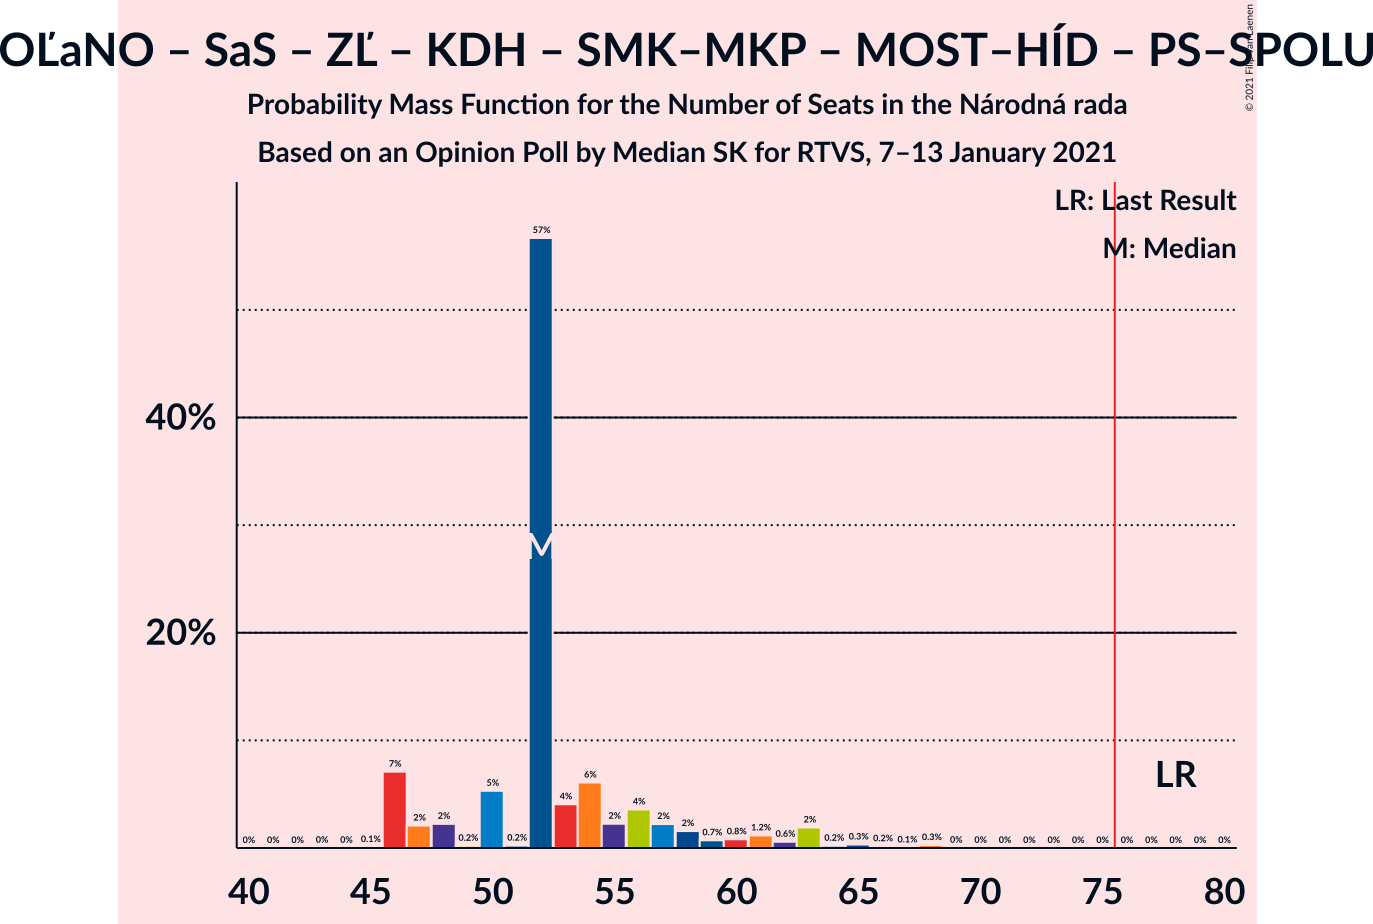 OĽaNO – SaS – ZĽ – KDH – SMK–MKP – MOST–HÍD – PS–SPOLU
© 2021 Filip van Laenen
Probability Mass Function for the Number of Seats in the Národná rada
Based on an Opinion Poll by Median SK for RTVS, 7–13 January 2021
LR: Last Result
M: Median
57%
40%
M
20%
LR
0% 0% 0% 0% 0% 0.1% 7% 2% 2% 0.2% 5% 0.2% 4% 6% 2% 4% 2% 2% 0.7% 0.8% 1.2% 0.6% 2% 0.2% 0.3% 0.2% 0.1% 0.3% 0% 0% 0% 0% 0% 0% 0% 0% 0% 0% 0% 0%
40 45 50 55 60 65 70 75 80